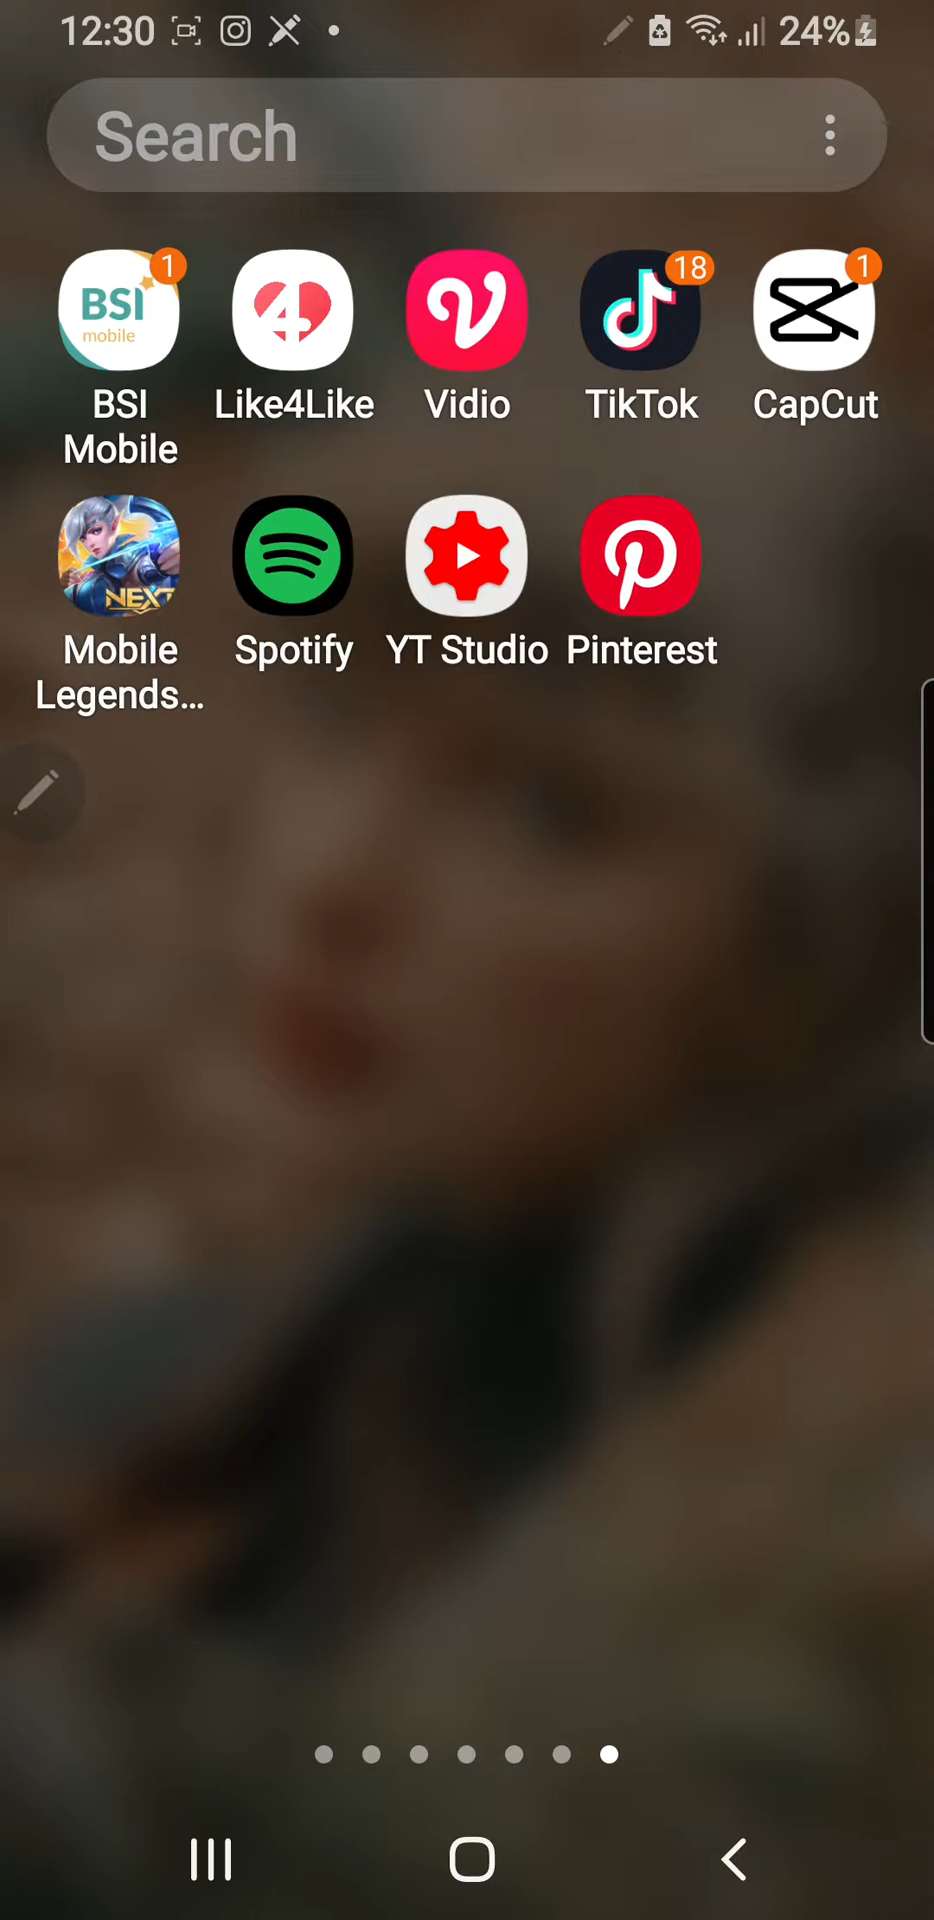 12:30
24%
Search
1
18
1
BSI
mobile
4
BSI
Mobile
Like4Like
Vidio
TikTok
CapCut
NEXT
Mobile
Legends...
Spotify
YT Studio
Pinterest